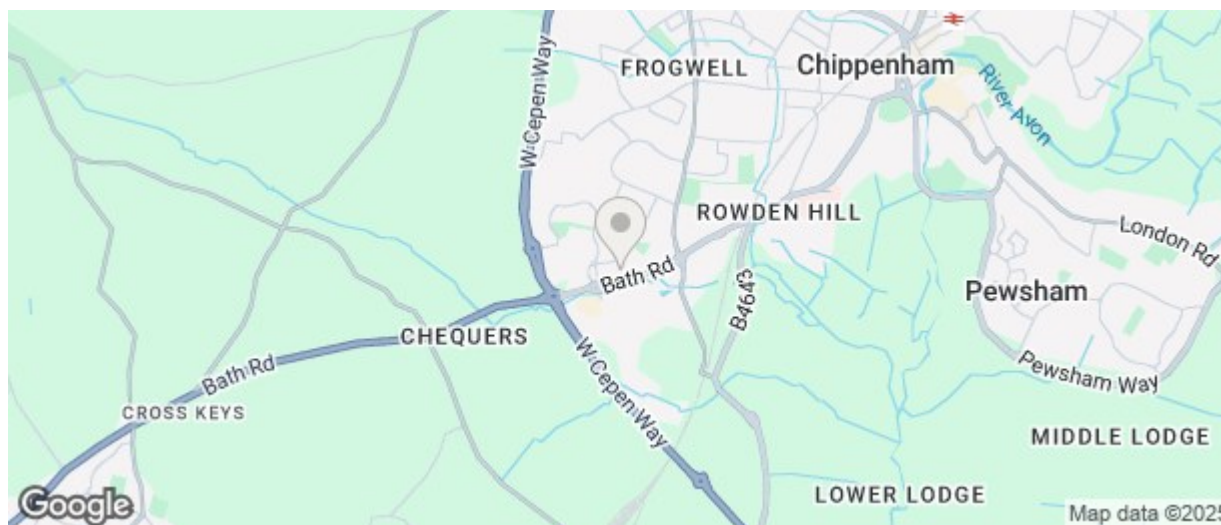 W Cepen Way
FROGWELL
Chippenham
River Avon
ROWDEN HILL
London Rd
Bath Rd
B4643
Pewsham
CHEQUERS
W Cepen Way
Bath Rd
Pewsham Way
CROSS KEYS
MIDDLE LODGE
LOWER LODGE
Google
Map data ©2025